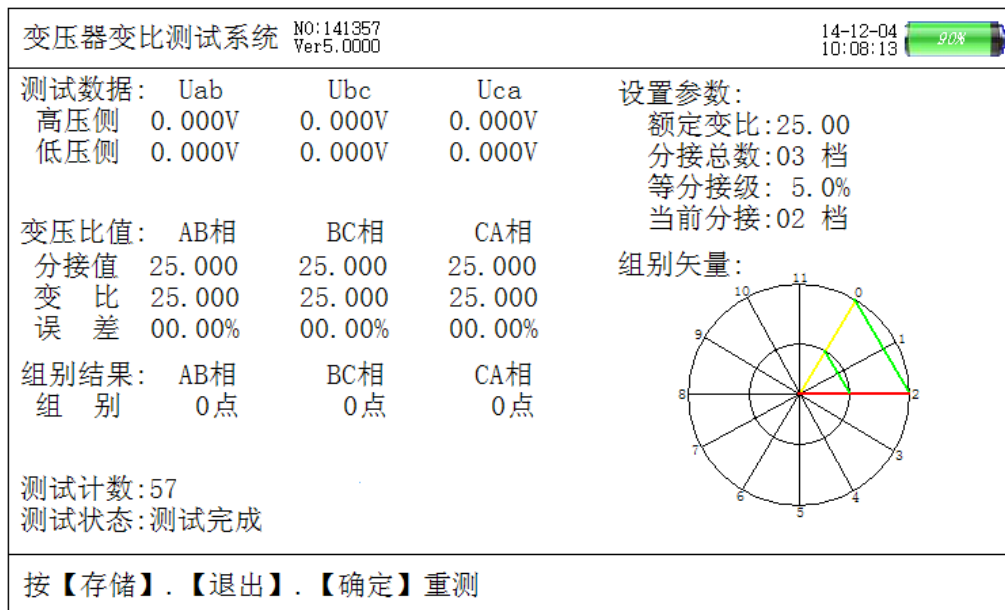 变压器变比测试系统 NO:141357 14-12-04 90%
Ver5.0000 10:08:13
测试数据: Uab Ubc Uca
高压侧 0.000V 0.000V 0.000V
低压侧 0.000V 0.000V 0.000V
变压比值: AB相 BC相 CA相
分接值 25.000 25.000 25.000
变 比 25.000 25.000 25.000
误 差 00.00% 00.00% 00.00%
组别结果: AB相 BC相 CA相
组 别 0点 0点 0点
测试计数:57
测试状态:测试完成
设置参数:
额定变比:25.00
分接总数:03 档
等分接级: 5.0%
当前分接:02 档
组别矢量:
11
10 0
9 1
8 2
7 3
6 4
5
按【存储】.【退出】.【确定】重测